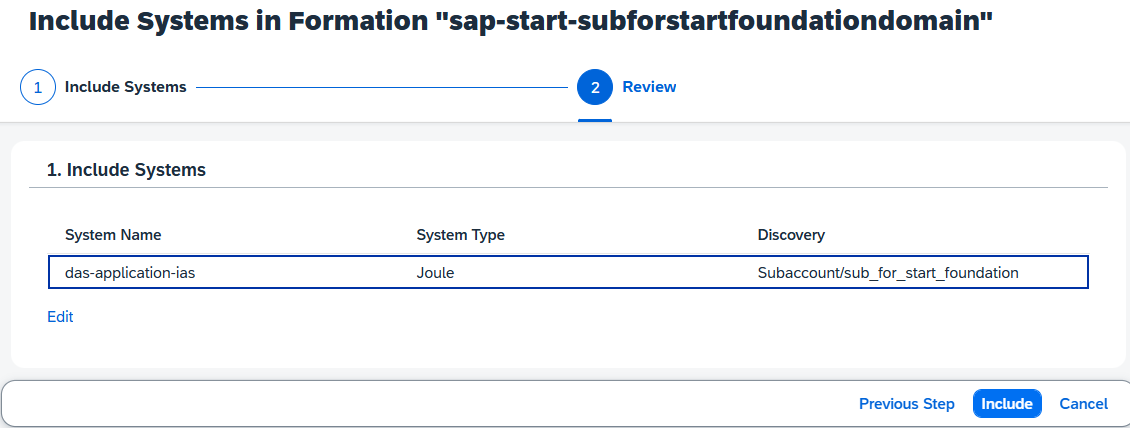 Include Systems in Formation "sap-start-subforstartfoundationdomain"
1 Include Systems 2 Review
1. Include Systems
System Name System Type Discovery
das-application-ias Joule Subaccount/sub_for_start_foundation
Edit
Previous Step Include Cancel